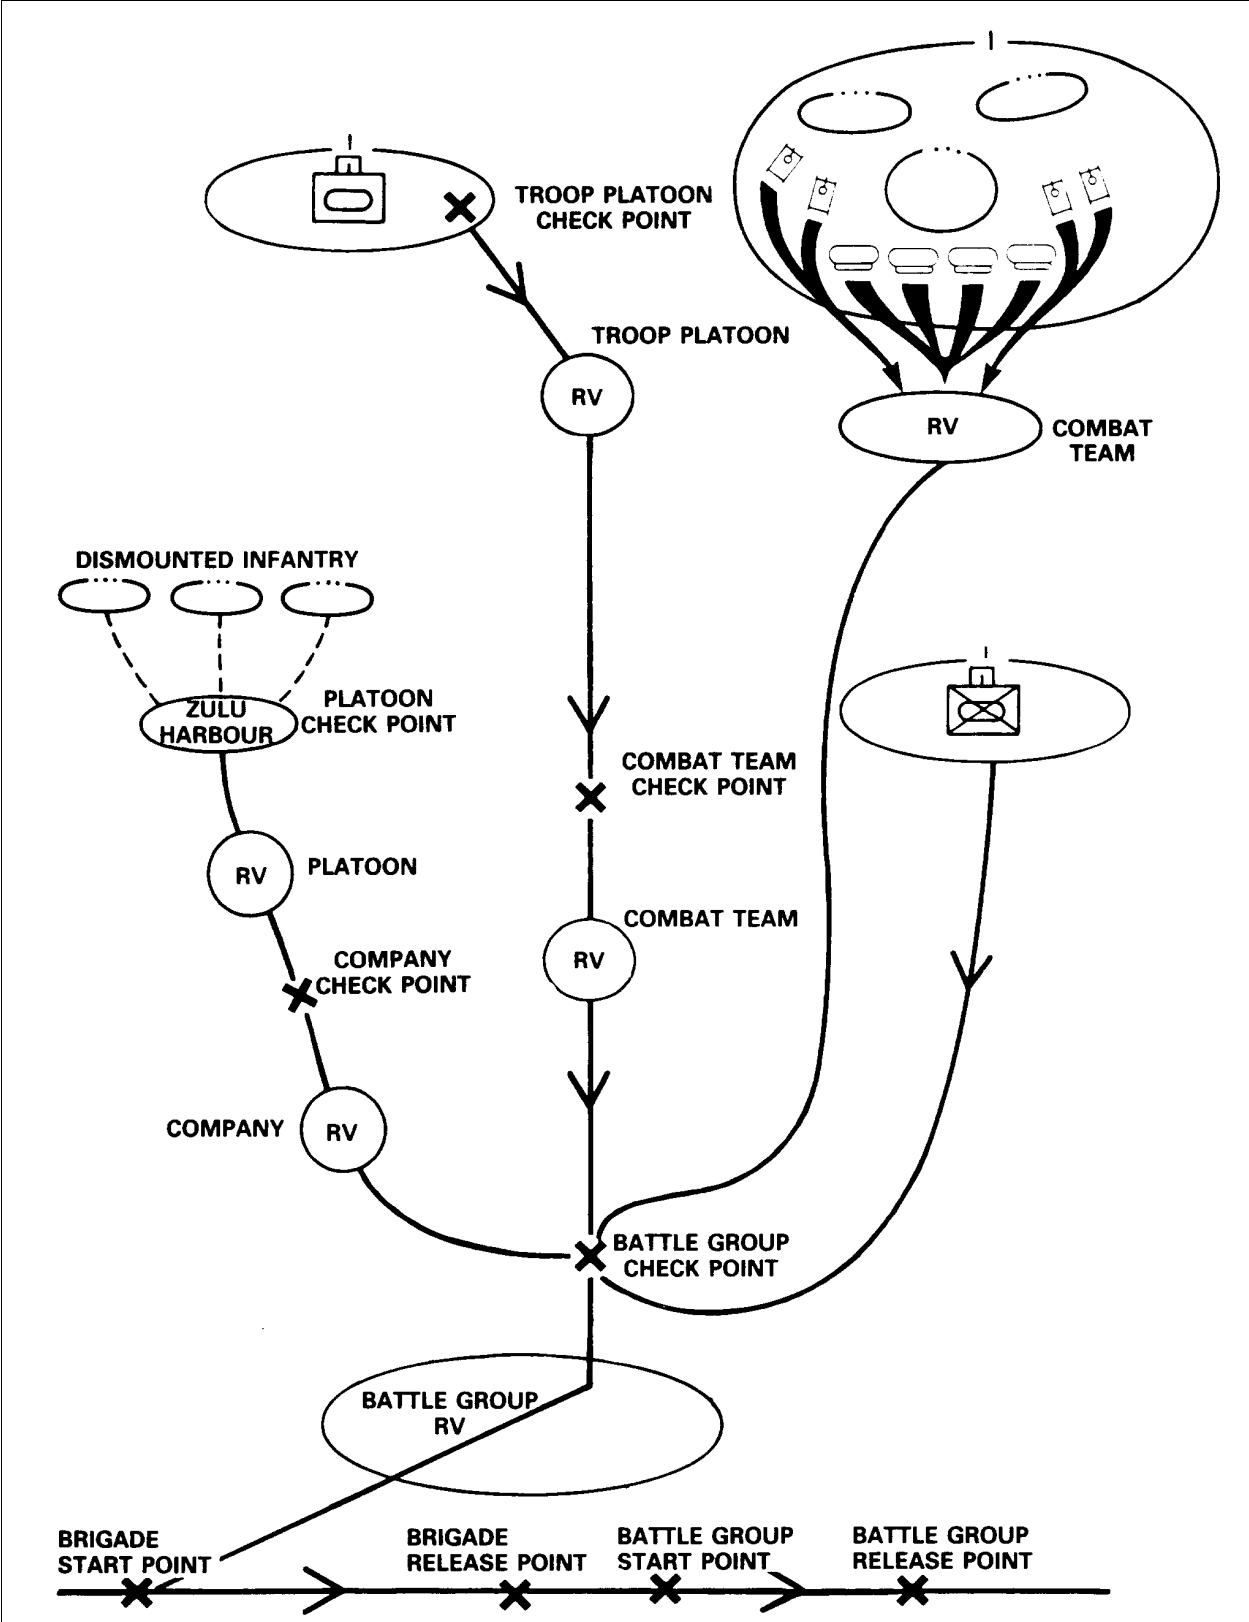 TROOP PLATOON
CHECK POINT
TROOP PLATOON
RV
RV
COMBAT
TEAM
DISMOUNTED INFANTRY
ZULU
HARBOUR
PLATOON
CHECK POINT
COMBAT TEAM
CHECK POINT
RV
PLATOON
COMBAT TEAM
RV
COMPANY
CHECK POINT
COMPANY
RV
BATTLE GROUP
CHECK POINT
BATTLE GROUP
RV
BRIGADE
START POINT
BRIGADE
RELEASE POINT
BATTLE GROUP
START POINT
BATTLE GROUP
RELEASE POINT